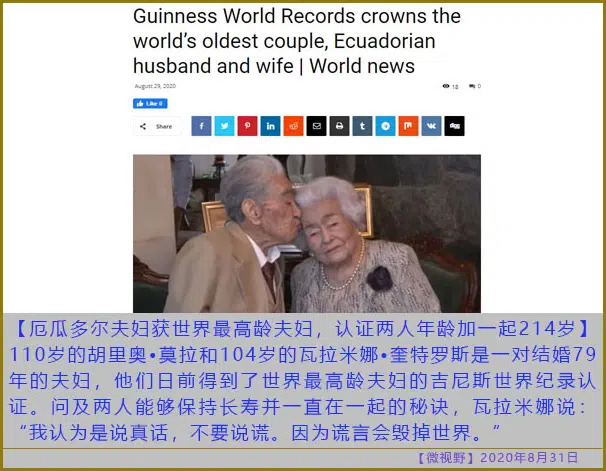 Guinness World Records crowns the
world's oldest couple, Ecuadorian
husband and wife | World news
August 29, 2020
18
0
Like 0
Share
【厄瓜多尔夫妇获世界最高龄夫妇，认证两人年龄加一起214岁】
110岁的胡里奥•莫拉和104岁的瓦拉米娜•奎特罗斯是一对结婚79
年的夫妇，他们日前得到了世界最高龄夫妇的吉尼斯世界纪录认
证。问及两人能够保持长寿并一直在一起的秘诀，瓦拉米娜说：
“我认为是说真话，不要说谎。因为谎言会毁掉世界。”
【微视野】2020年8月31日